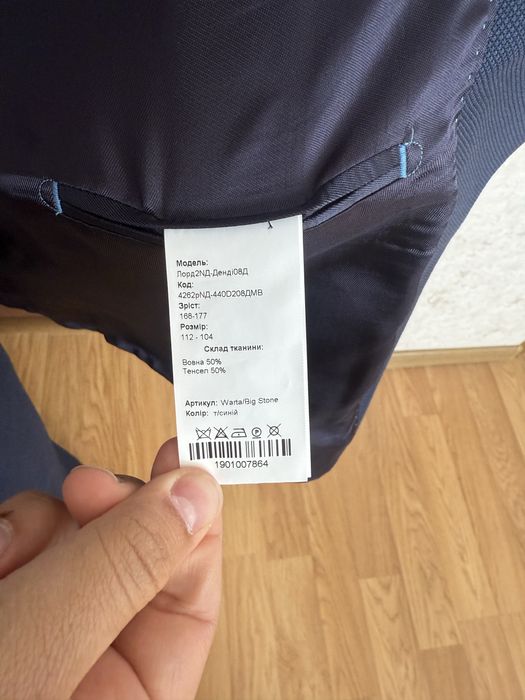 Модель:
Лорд2NД-Денді08Д
Код:
4262рNД-440D208ДМВ
Зріст:
168-177
Розмір:
112 - 104
Склад тканини:
Вовна 50%
Тенсел 50%
Артикул: Warta/Big Stone
Колір: т/синій
1901007864